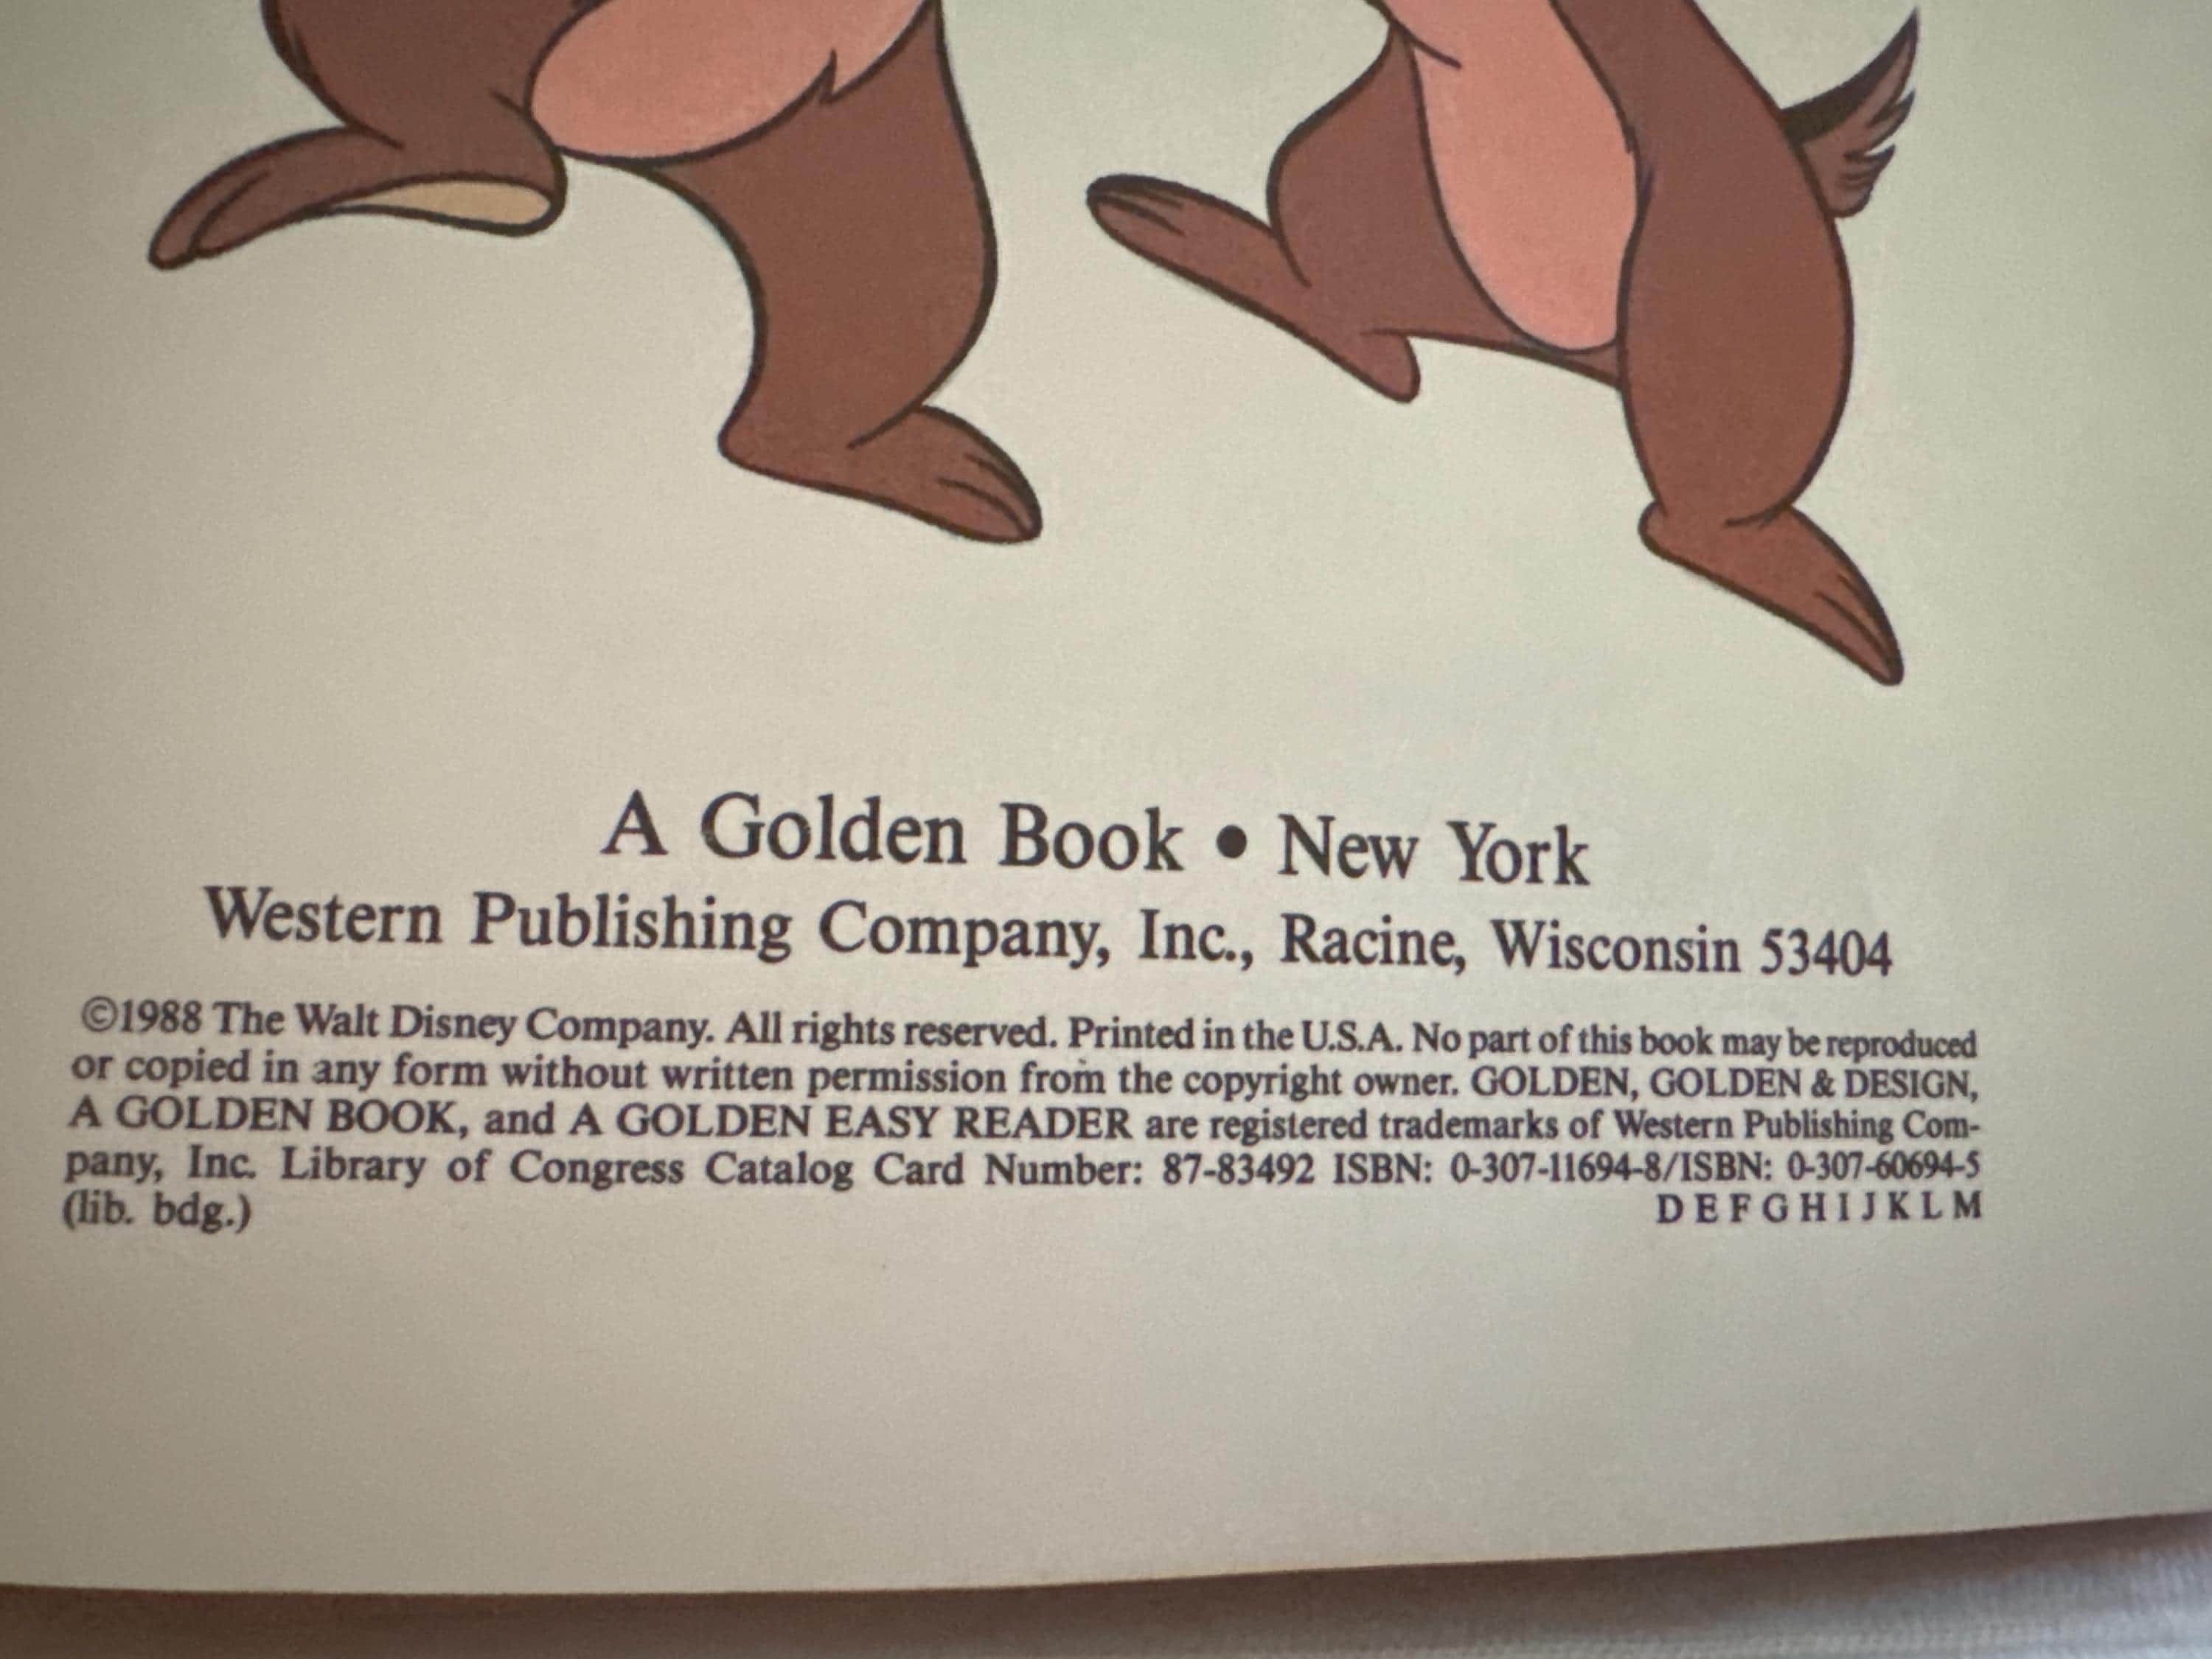 A Golden Book • New York
Western Publishing Company, Inc., Racine, Wisconsin 53404
©1988 The Walt Disney Company. All rights reserved. Printed in the U.S.A. No part of this book may be reproduced
or copied in any form without written permission from the copyright owner. GOLDEN, GOLDEN & DESIGN,
A GOLDEN BOOK, and A GOLDEN EASY READER are registered trademarks of Western Publishing Com-
pany, Inc. Library of Congress Catalog Card Number: 87-83492 ISBN: 0-307-11694-8/ISBN: 0-307-60694-5
(lib. bdg.) D E F G H I J K L M